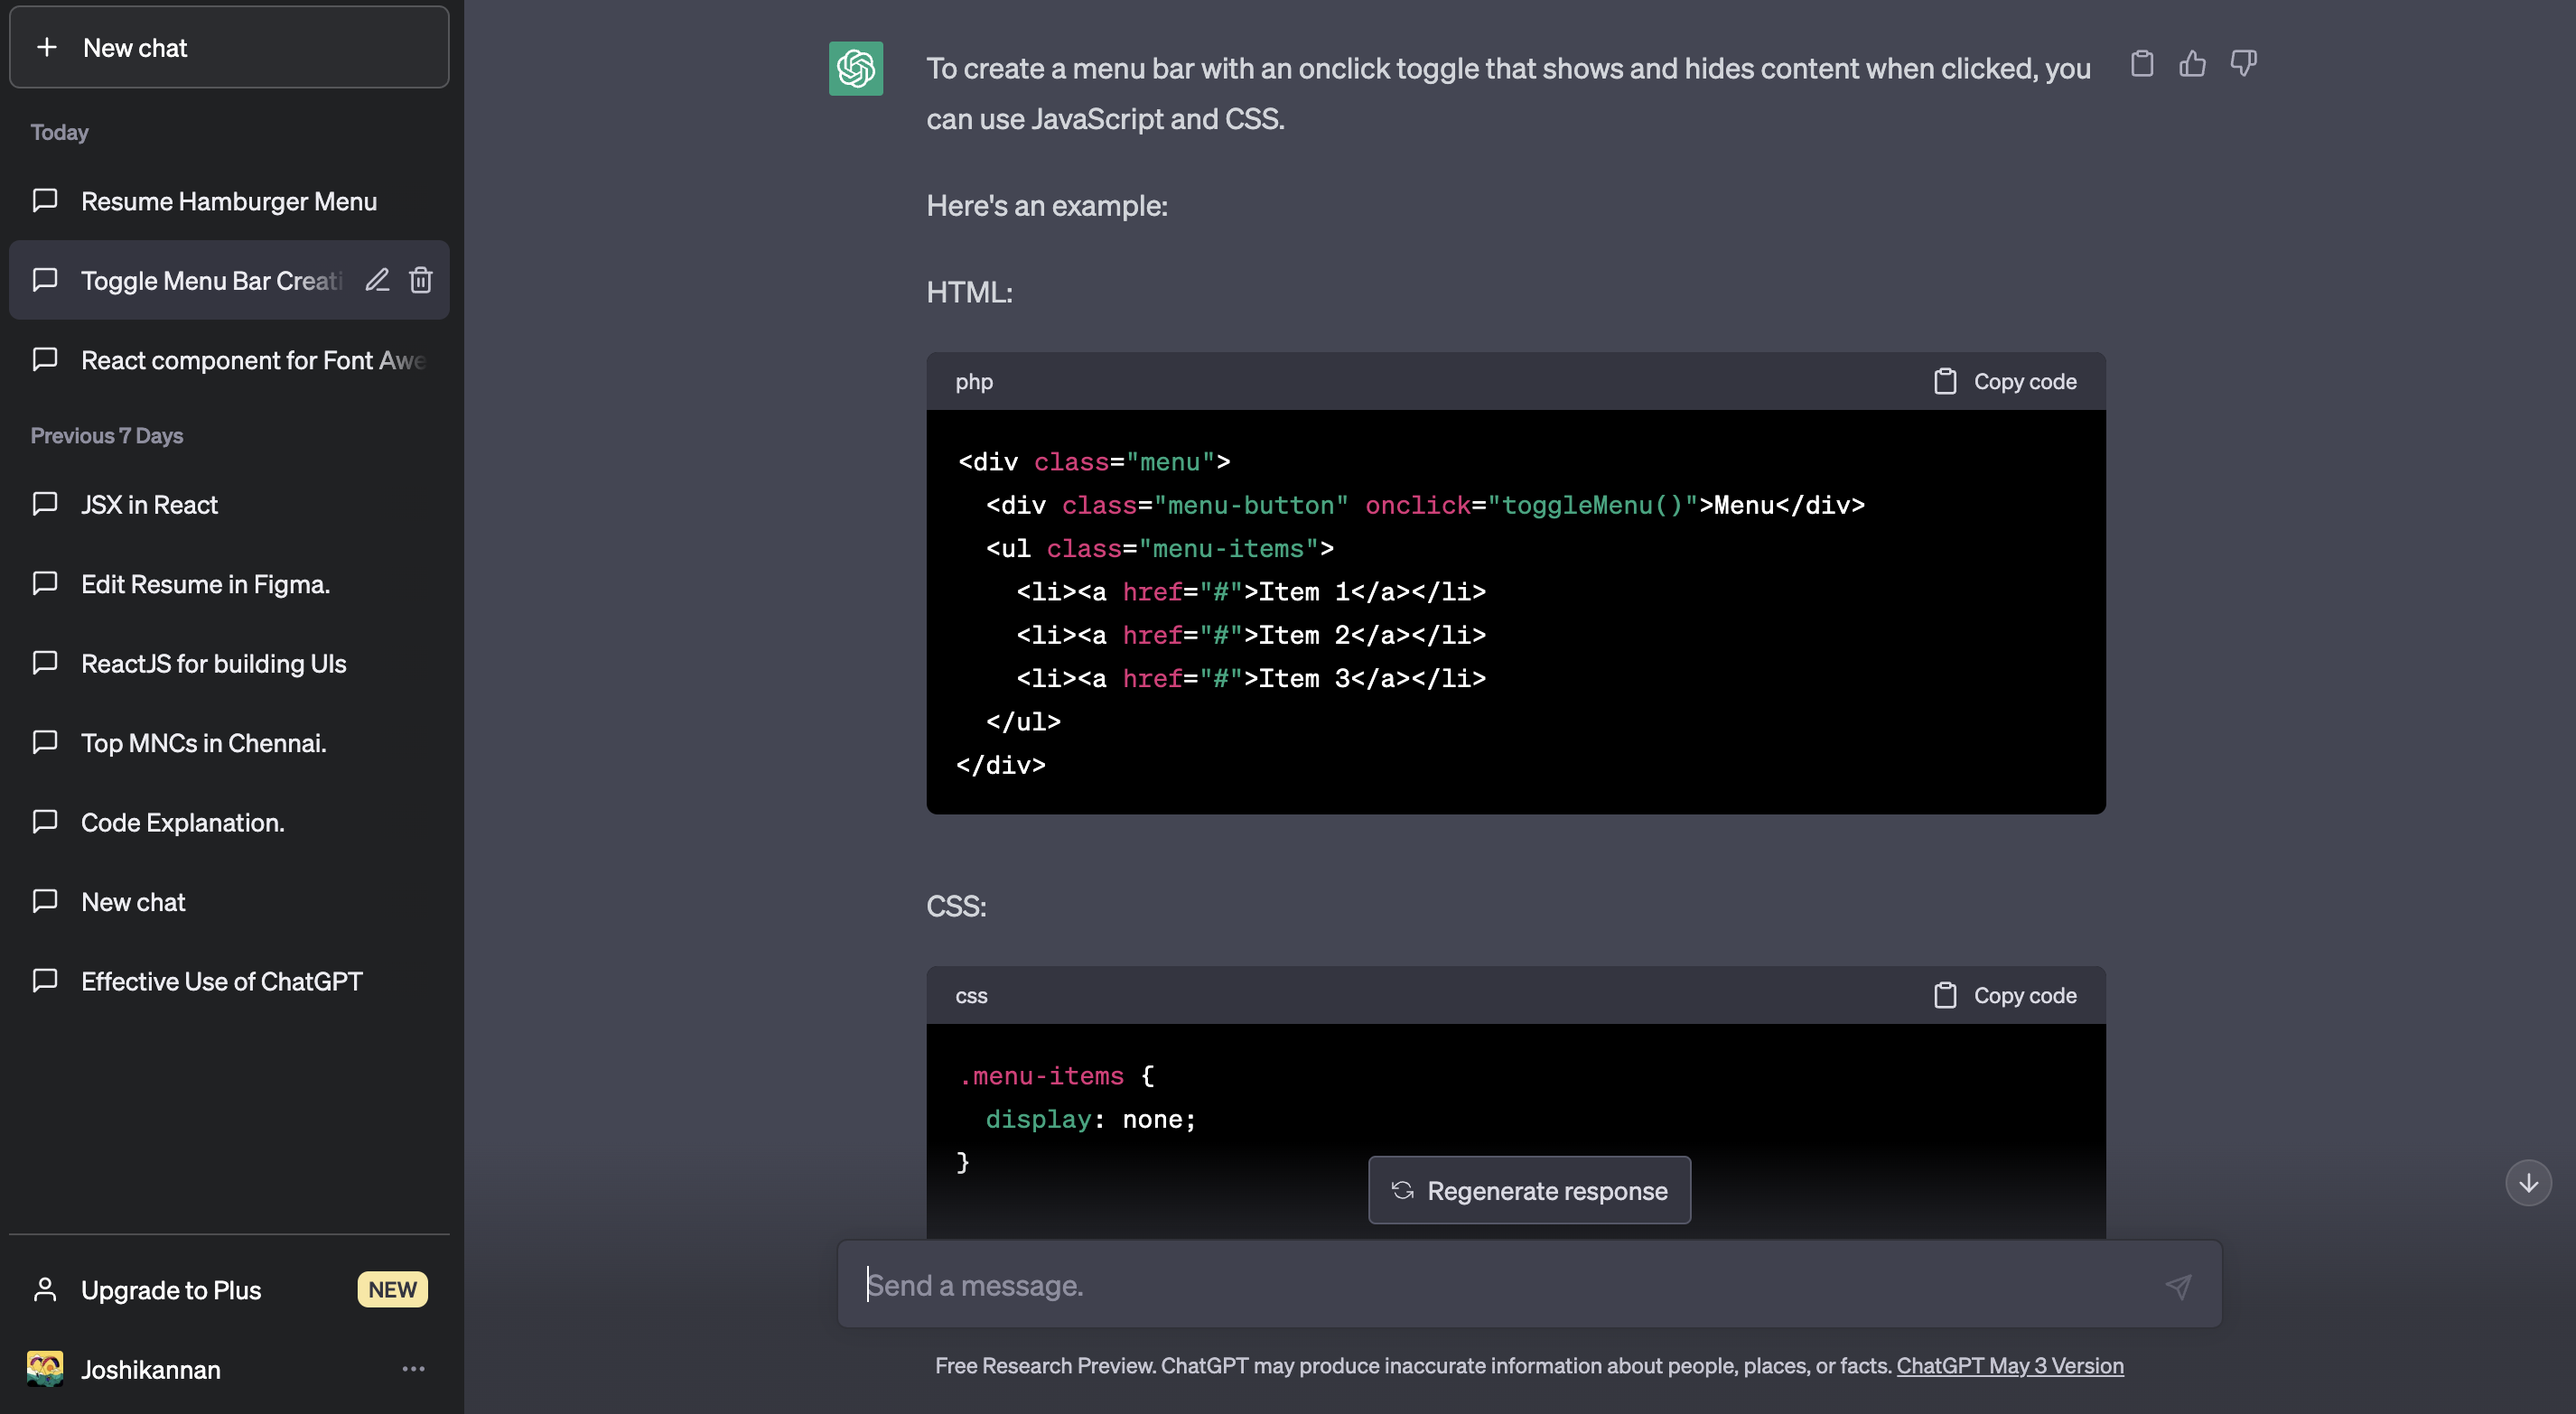 New chat
Today
Resume Hamburger Menu
Toggle Menu Bar Creati
React component for Font Awe
Previous 7 Days
JSX in React
Edit Resume in Figma.
ReactJS for building UIs
Top MNCs in Chennai.
Code Explanation.
New chat
Effective Use of ChatGPT
Upgrade to Plus NEW
Joshikannan
To create a menu bar with an onclick toggle that shows and hides content when clicked, you
can use JavaScript and CSS.
Here's an example:
HTML:
php Copy code
<div class="menu">
  <div class="menu-button" onclick="toggleMenu()">Menu</div>
  <ul class="menu-items">
    <li><a href="#">Item 1</a></li>
    <li><a href="#">Item 2</a></li>
    <li><a href="#">Item 3</a></li>
  </ul>
</div>
CSS:
css Copy code
.menu-items {
  display: none;
}
Regenerate response
Send a message.
Free Research Preview. ChatGPT may produce inaccurate information about people, places, or facts. ChatGPT May 3 Version